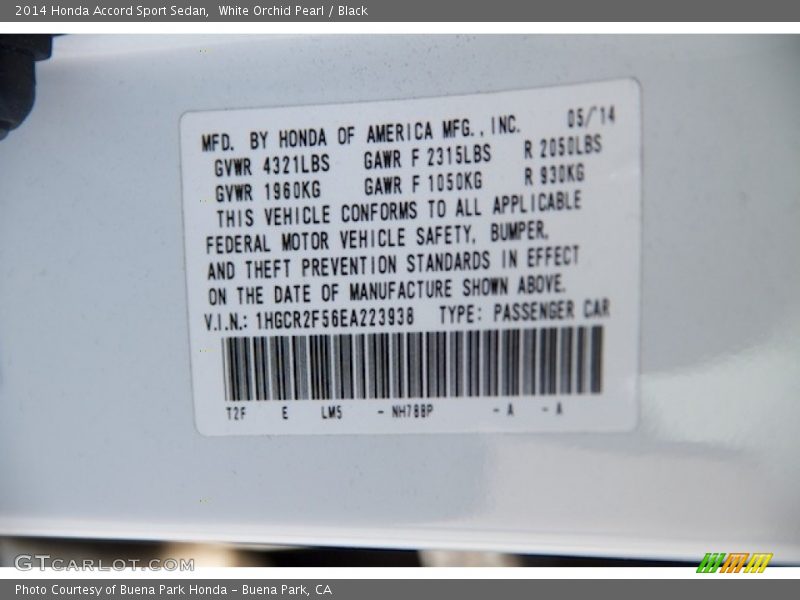 2014 Honda Accord Sport Sedan, White Orchid Pearl / Black
MFD. BY HONDA OF AMERICA MFG., INC. 05/'14
GVWR 4321LBS GAWR F 2315LBS R 2050LBS
GVWR 1960KG GAWR F 1050KG R 930KG
THIS VEHICLE CONFORMS TO ALL APPLICABLE
FEDERAL MOTOR VEHICLE SAFETY, BUMPER,
AND THEFT PREVENTION STANDARDS IN EFFECT
ON THE DATE OF MANUFACTURE SHOWN ABOVE.
V.I.N.: 1HGCR2F56EA223938 TYPE: PASSENGER CAR
T2F E LM5 - NH788P - A - A
GTCARLOT.COM
Photo Courtesy of Buena Park Honda – Buena Park, CA